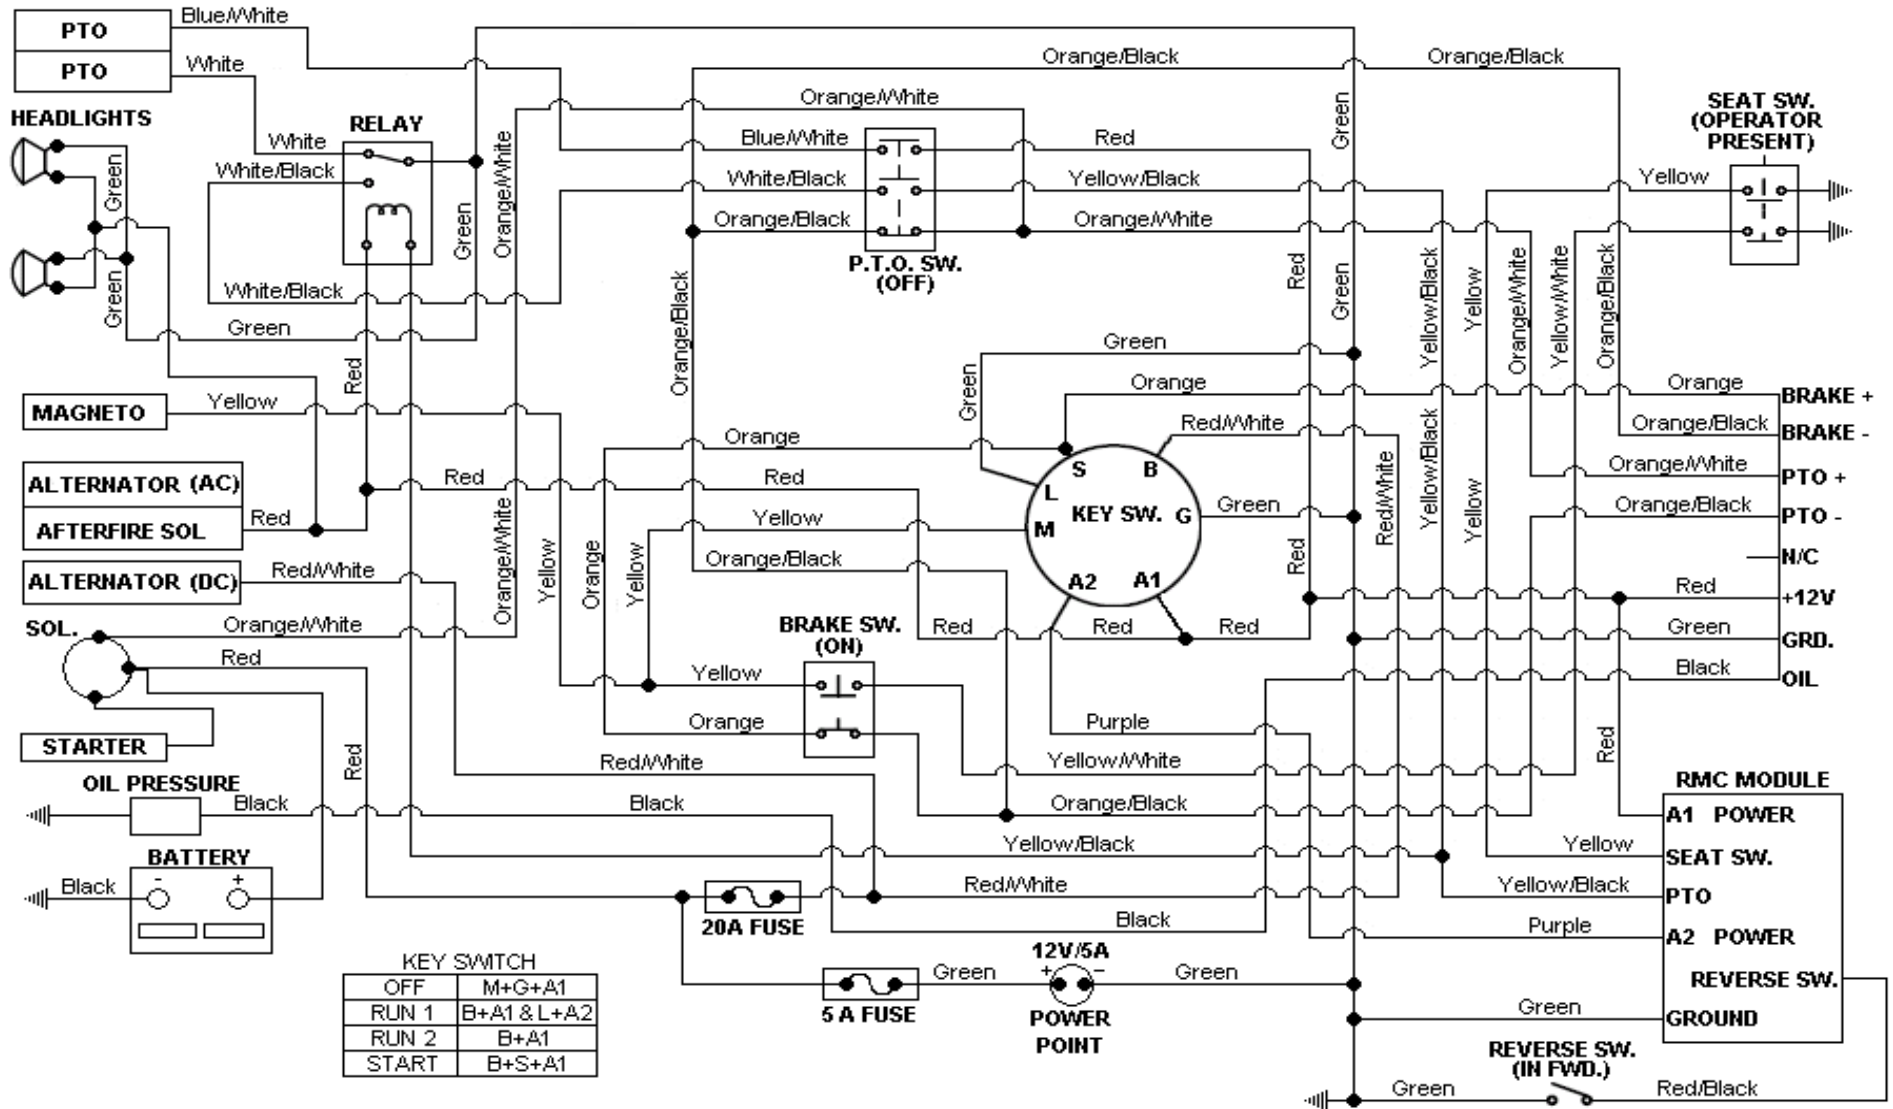 PTO
Blue/White
PTO
White
HEADLIGHTS
Green
Green
RELAY
White
White/Black
White/Black
Green
Green
Red
Orange/White
Orange/White
Orange/Black
Orange/Black
Orange/White
Blue/White
Red
White/Black
Yellow/Black
Orange/Black
Orange/White
P.T.O. SW.
(OFF)
Green
Green
Red
Orange/Black
SEAT SW.
(OPERATOR
PRESENT)
Yellow
Yellow/Black
Yellow
Orange/White
Yellow/White
Orange/Black
MAGNETO
Yellow
ALTERNATOR (AC)
AFTERFIRE SOL
Red
ALTERNATOR (DC)
Red/White
SOL.
Orange/White
Red
STARTER
Red
OIL PRESSURE
Black
BATTERY
- +
Black
Green
Green
Orange
Orange
Red/White
Red
Red
Yellow
Orange/Black
Yellow
Orange
Yellow
Orange/White
S
B
L
KEY SW.
G
M
A2
A1
Green
Red/White
Yellow/Black
Yellow
Red
BRAKE SW.
(ON)
Red
Red
Red
Yellow
Orange
Purple
Red/White
Yellow/White
Black
Orange/Black
Yellow/Black
Red/White
Black
20A FUSE
5 A FUSE
Green
12V/5A
+ -
Green
POWER
POINT
Orange
BRAKE +
Orange/Black
BRAKE -
Orange/White
PTO +
Orange/Black
PTO -
N/C
Red
+12V
Green
GRD.
Black
OIL
Red
RMC MODULE
A1 POWER
Yellow
SEAT SW.
Yellow/Black
PTO
Purple
A2 POWER
REVERSE SW.
Green
GROUND
REVERSE SW.
(IN FWD.)
Green
Red/Black
KEY SWITCH
OFF M+G+A1
RUN 1 B+A1 & L+A2
RUN 2 B+A1
START B+S+A1